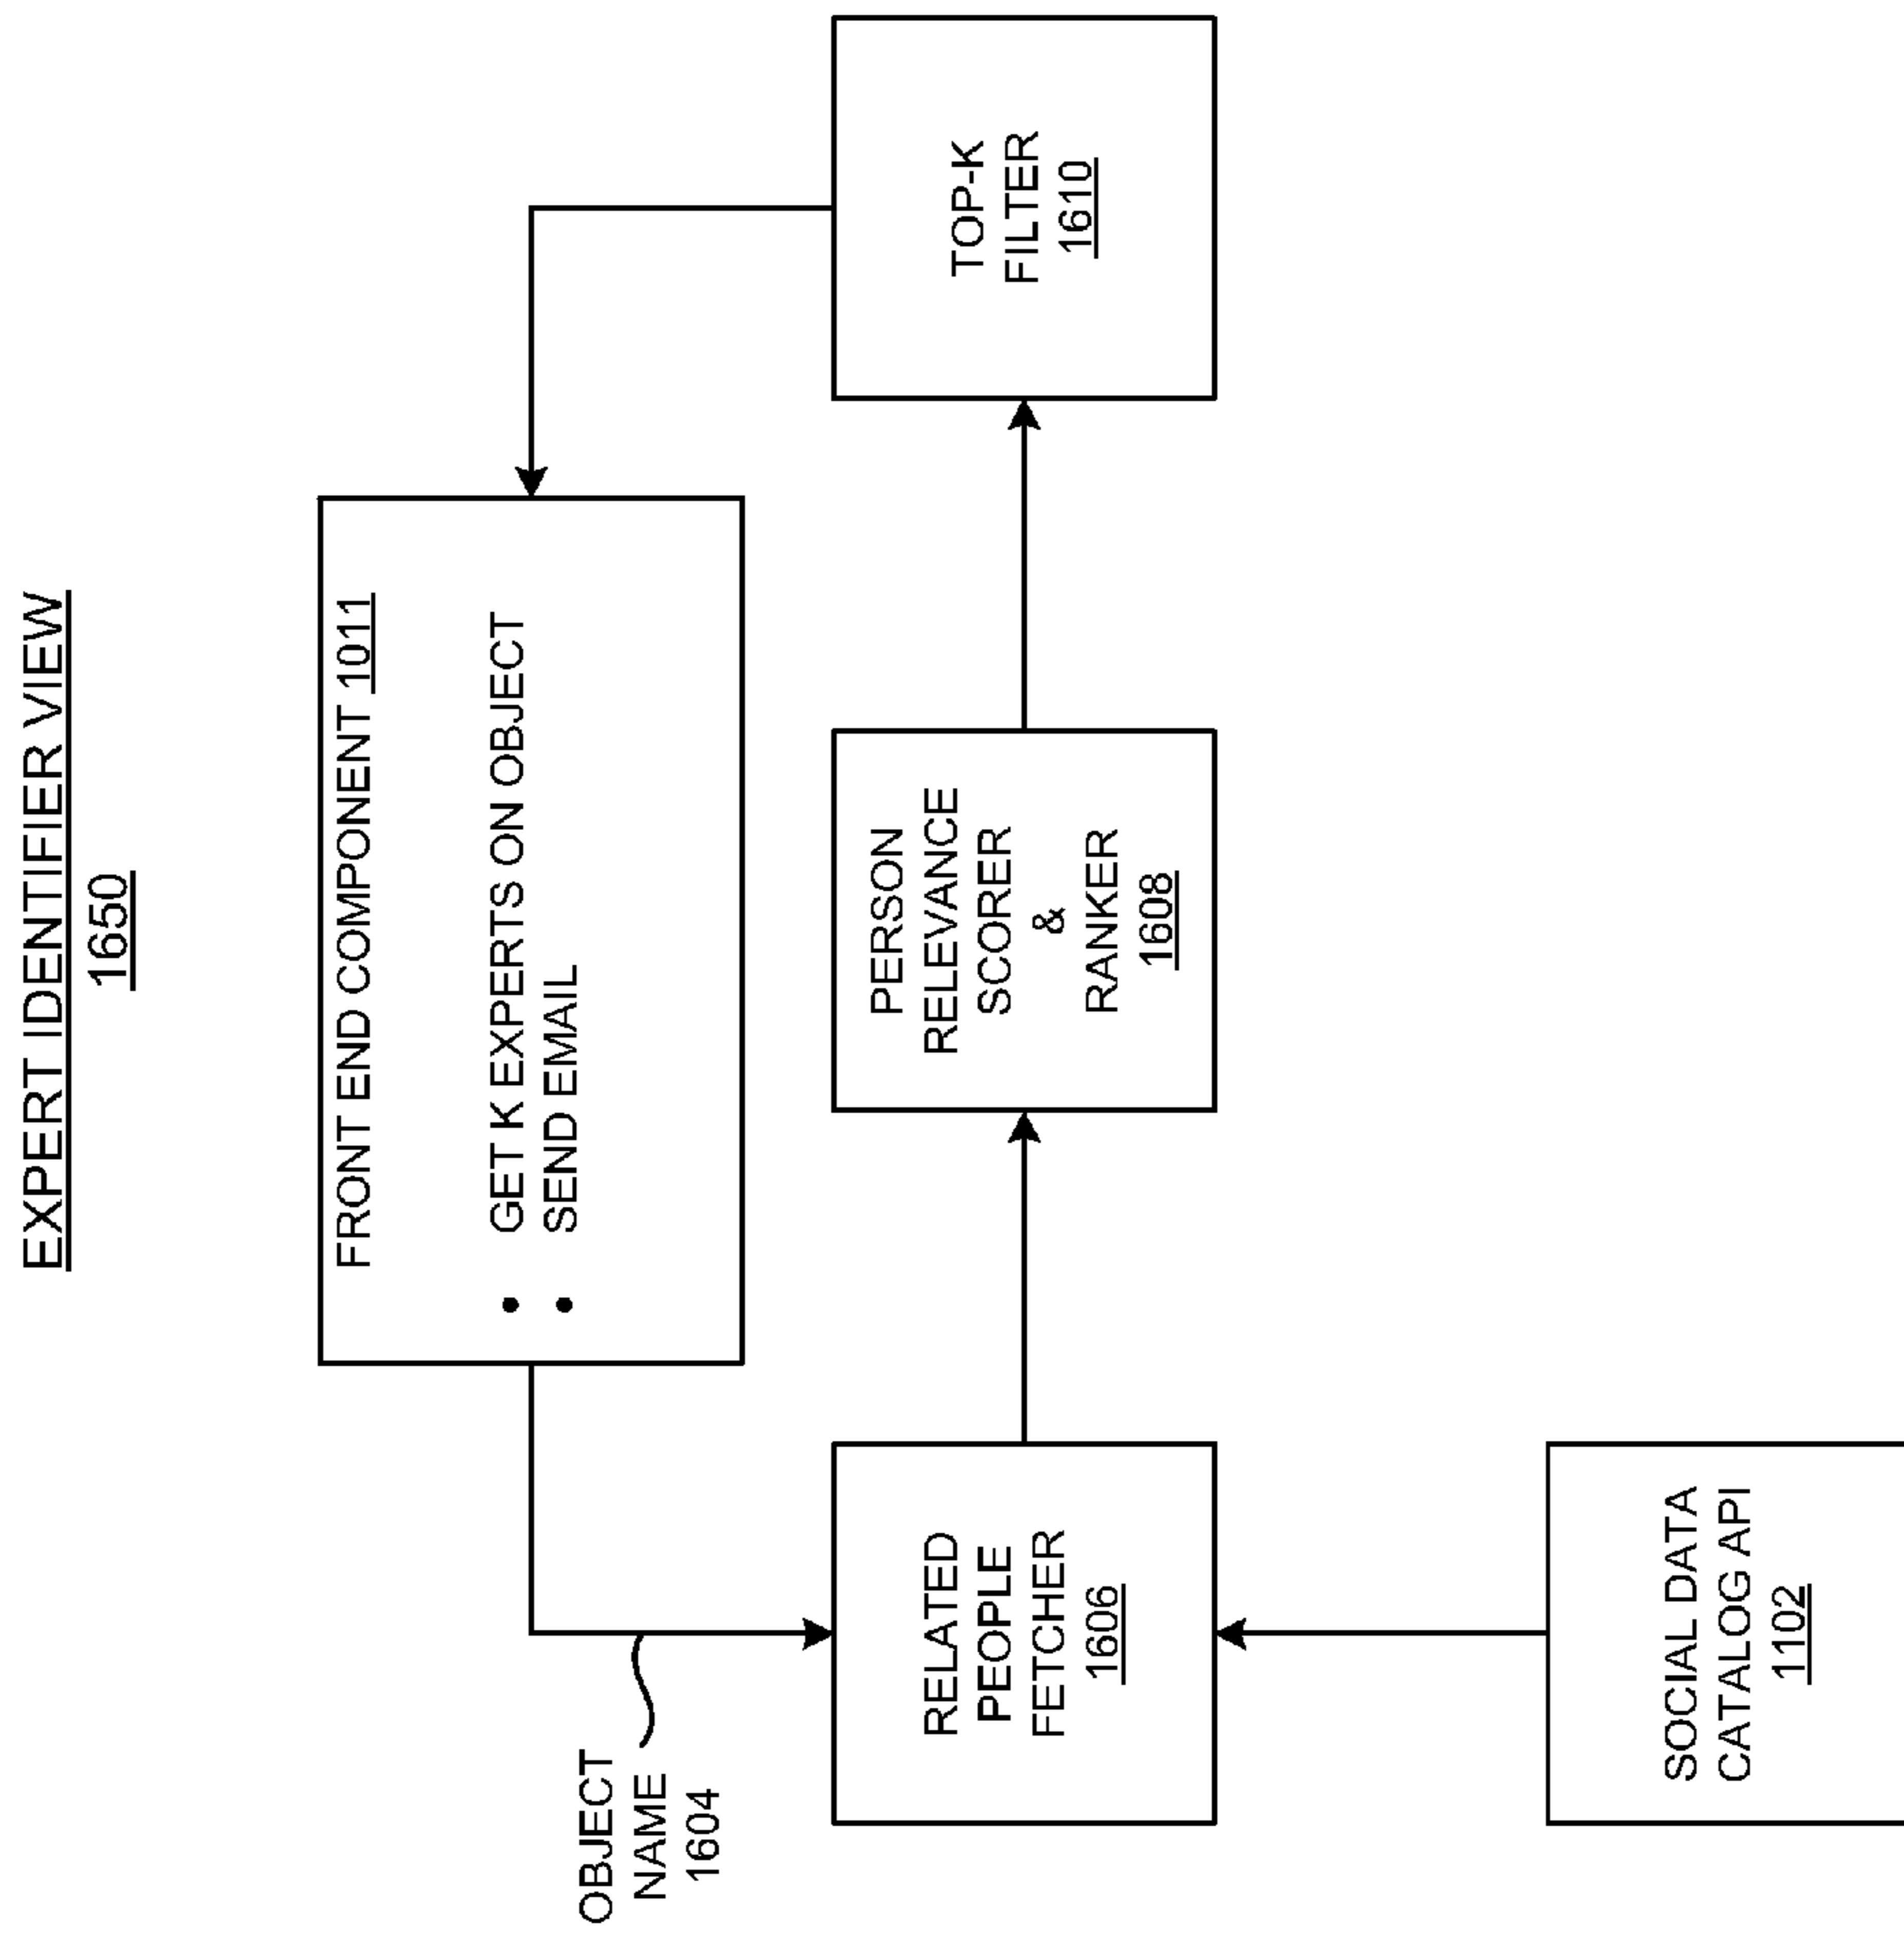 EXPERT IDENTIFIER VIEW
1650
FRONT END COMPONENT 1011
• GET K EXPERTS ON OBJECT
• SEND EMAIL
OBJECT
NAME
1604
RELATED
PEOPLE
FETCHER
1606
PERSON
RELEVANCE
SCORER
&
RANKER
1608
TOP-K
FILTER
1610
SOCIAL DATA
CATALOG API
1102